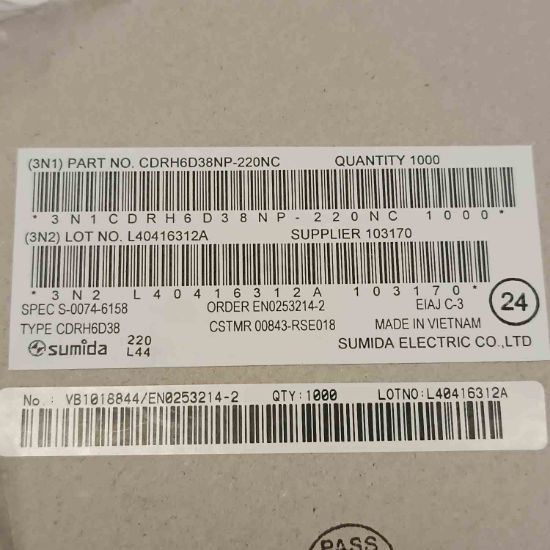 (3N1) PART NO. CDRH6D38NP-220NC QUANTITY 1000
*3N1CDRH6D38NP-220NC 1000*
(3N2) LOT NO. L40416312A SUPPLIER 103170
*3N2 L40416312A 103170*
SPEC S-0074-6158 ORDER EN0253214-2 EIAJ C-3 24
TYPE CDRH6D38 CSTMR 00843-RSE018 MADE IN VIETNAM
sumida 220 L44 SUMIDA ELECTRIC CO.,LTD
No.: VB1018844/EN0253214-2 QTY:1000 LOTNO:L40416312A
PASS